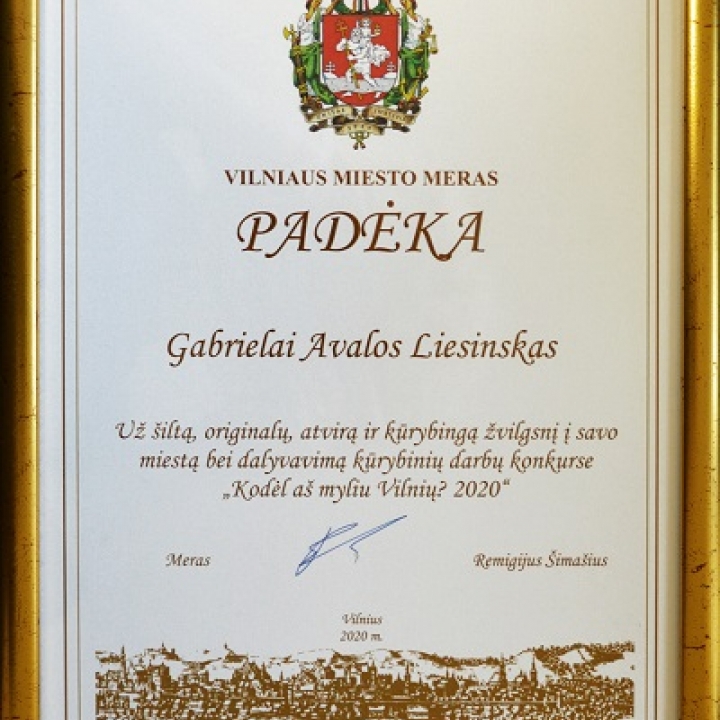 VILNIAUS MIESTO MERAS
PADĖKA
Gabrielai Avalos Liesinskas
Už šiltą, originalų, atvirą ir kūrybingą žvilgsnį į savo
miestą bei dalyvavimą kūrybinių darbų konkurse
„Kodėl aš myliu Vilnių? 2020“
Meras Remigijus Šimašius
Vilnius
2020 m.